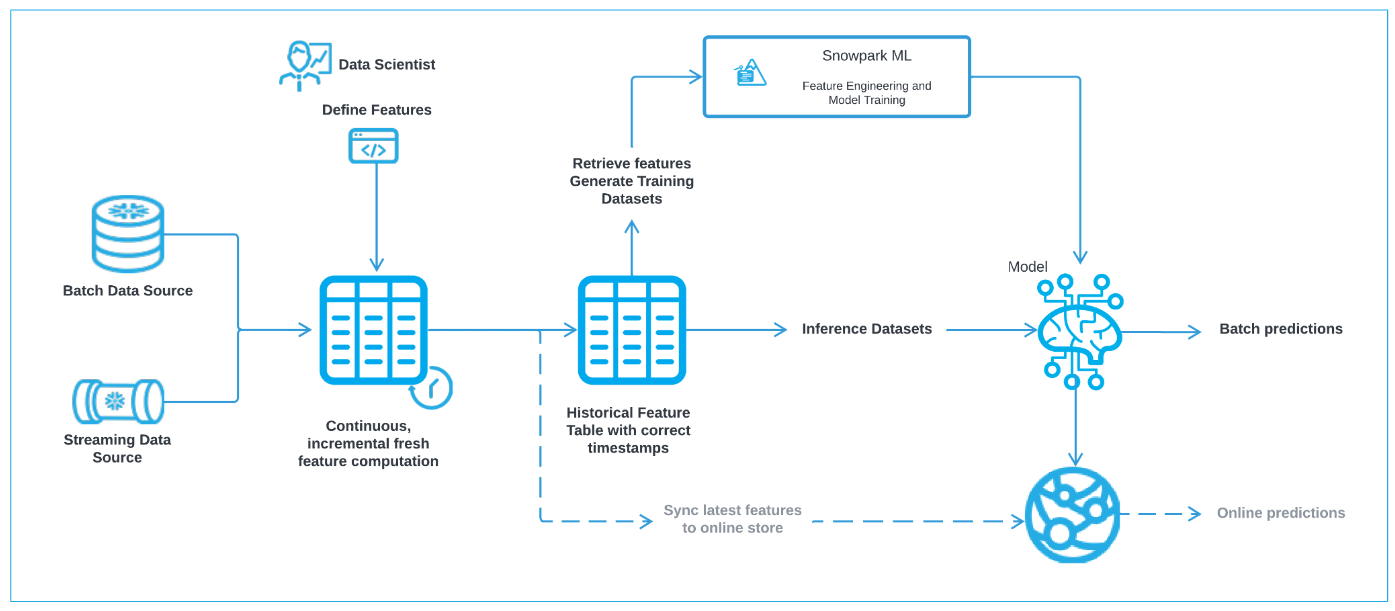 Data Scientist
Define Features
Snowpark ML
Feature Engineering and
Model Training
Retrieve features
Generate Training
Datasets
Batch Data Source
Streaming Data
Source
Continuous,
incremental fresh
feature computation
Historical Feature
Table with correct
timestamps
Inference Datasets
Model
Batch predictions
Sync latest features
to online store
Online predictions